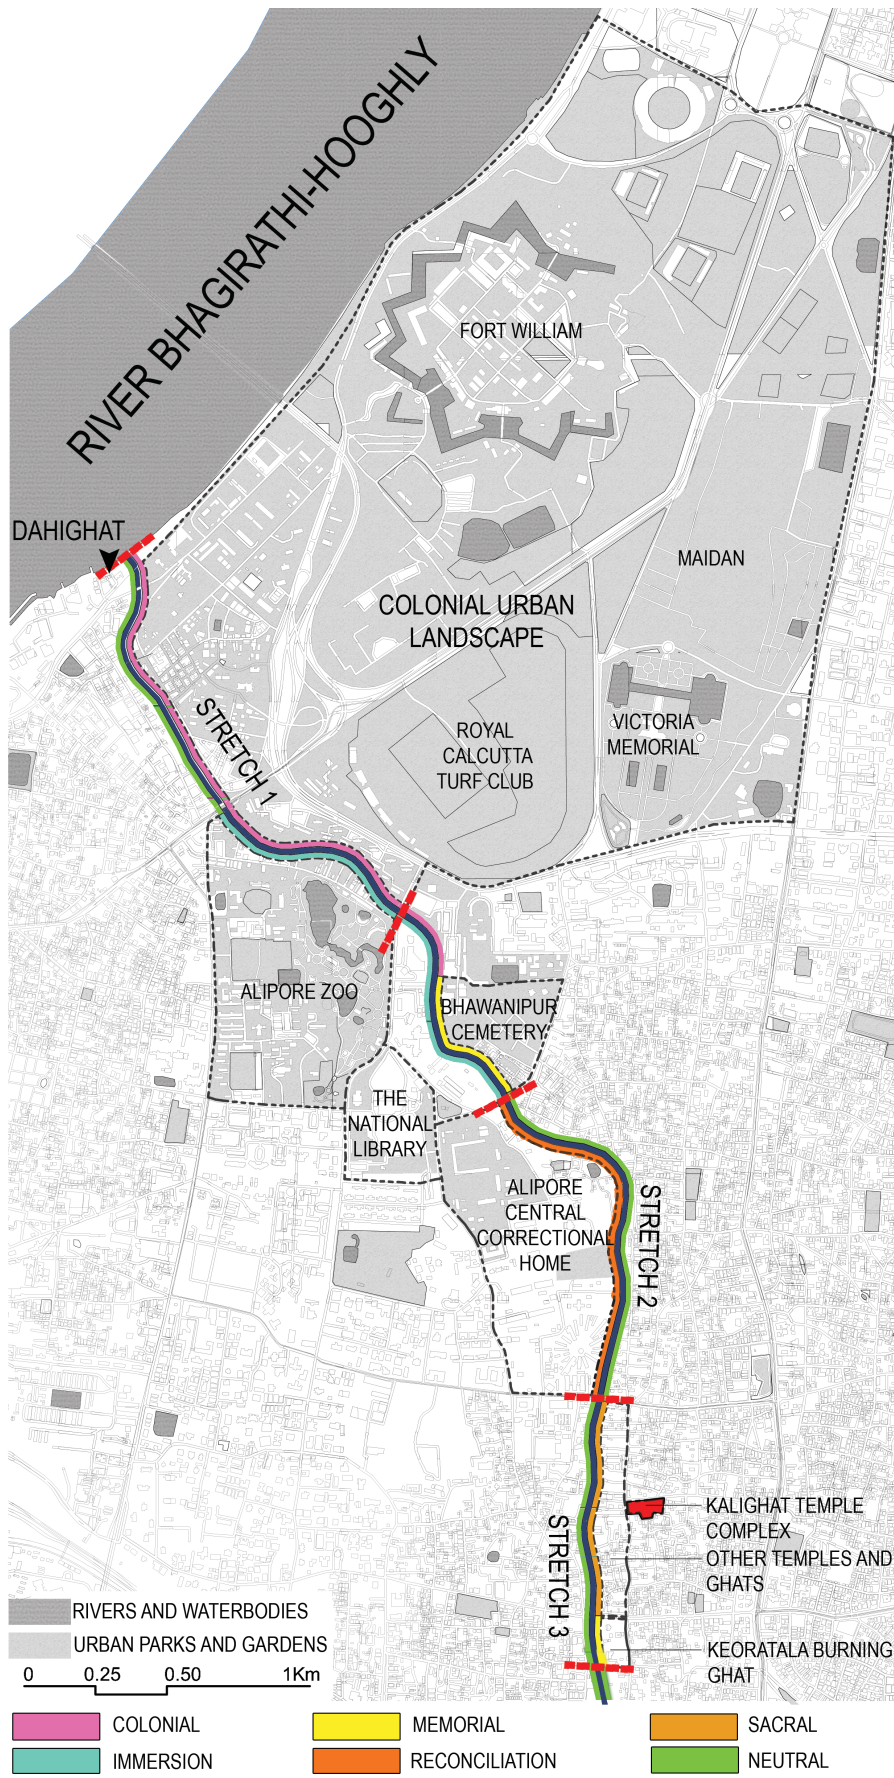 RIVER BHAGIRATHI-HOOGHLY
FORT WILLIAM
DAHIGHAT
MAIDAN
COLONIAL URBAN
LANDSCAPE
STRETCH 1
ROYAL
CALCUTTA
TURF CLUB
VICTORIA
MEMORIAL
ALIPORE ZOO
BHAWANIPUR
CEMETERY
THE
NATIONAL
LIBRARY
ALIPORE
CENTRAL
CORRECTIONAL
HOME
STRETCH 2
STRETCH 3
KALIGHAT TEMPLE
COMPLEX
OTHER TEMPLES AND
GHATS
KEORATALA BURNING
GHAT
RIVERS AND WATERBODIES
URBAN PARKS AND GARDENS
0 0.25 0.50 1Km
COLONIAL MEMORIAL SACRAL
IMMERSION RECONCILIATION NEUTRAL